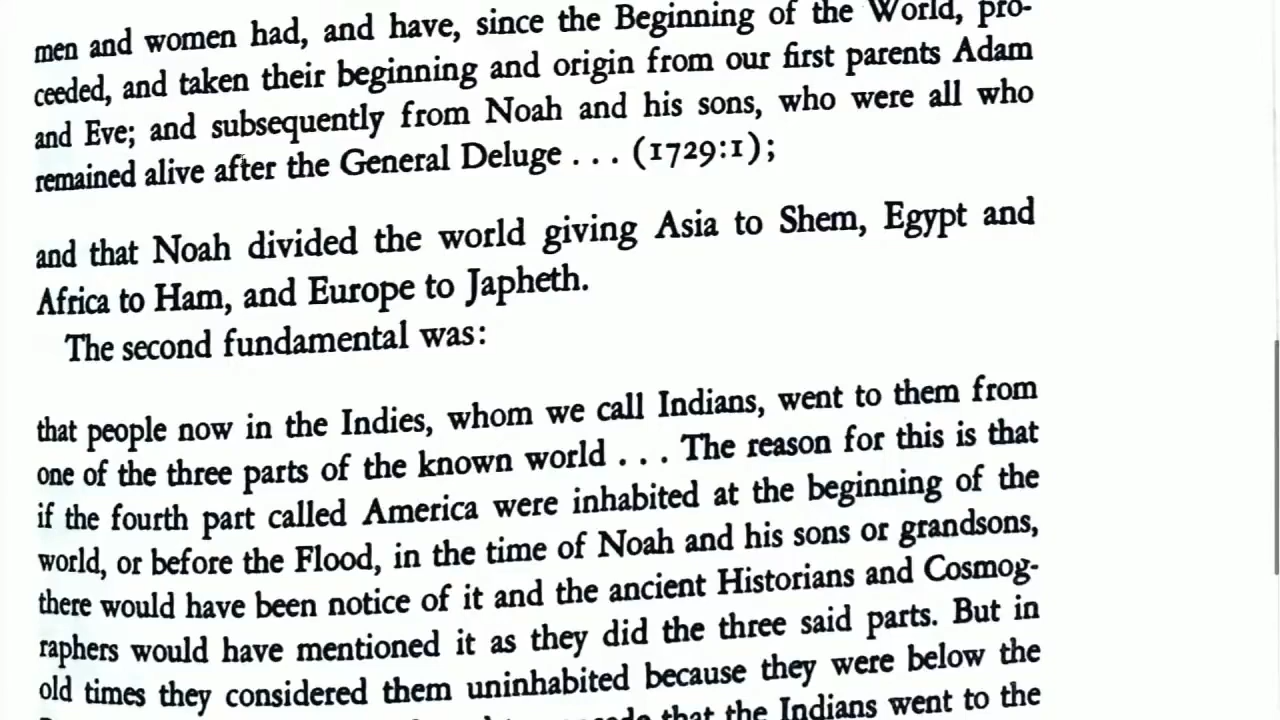 men and women had, and have, since the Beginning of the World, pro-
ceeded, and taken their beginning and origin from our first parents Adam
and Eve; and subsequently from Noah and his sons, who were all who
remained alive after the General Deluge . . . (1729:1);
and that Noah divided the world giving Asia to Shem, Egypt and
Africa to Ham, and Europe to Japheth.
The second fundamental was:
that people now in the Indies, whom we call Indians, went to them from
one of the three parts of the known world . . . The reason for this is that
if the fourth part called America were inhabited at the beginning of the
world, or before the Flood, in the time of Noah and his sons or grandsons,
there would have been notice of it and the ancient Historians and Cosmog-
raphers would have mentioned it as they did the three said parts. But in
old times they considered them uninhabited because they were below the
that the Indians went to the